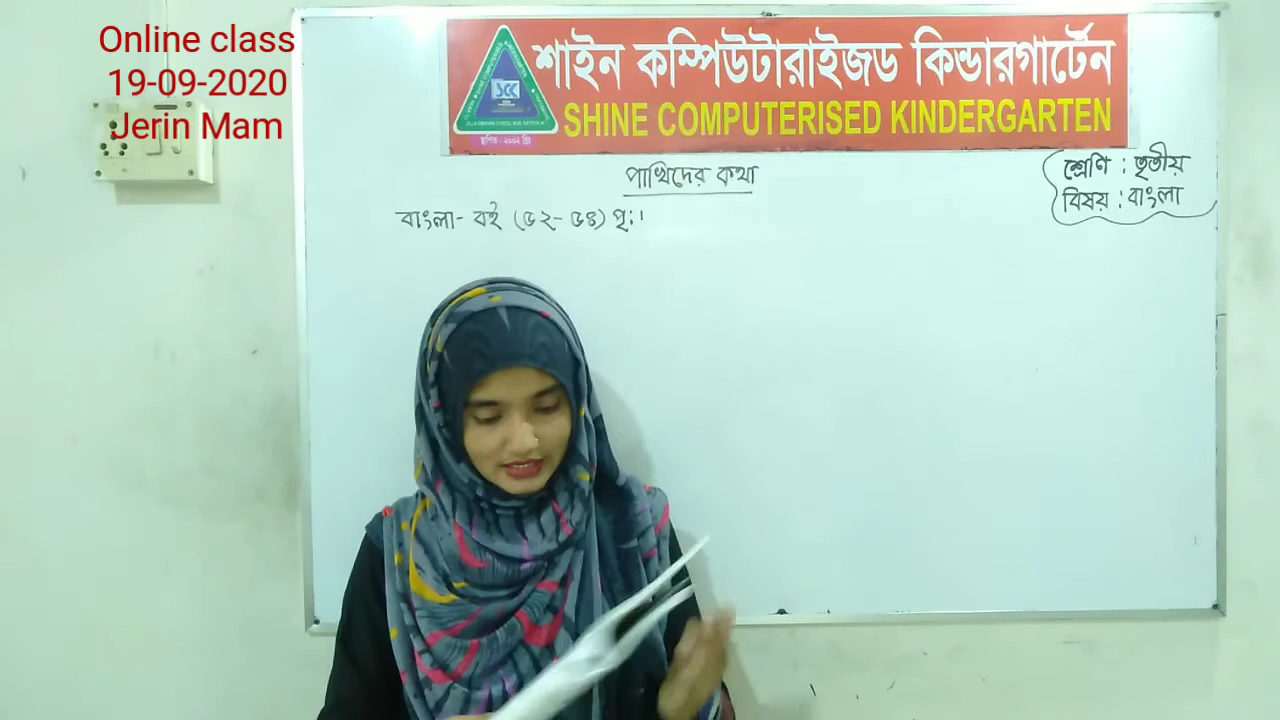 Online class
19-09-2020
Jerin Mam
শাইন কম্পিউটারাইজড কিন্ডারগার্টেন
SHINE COMPUTERISED KINDERGARTEN
স্থাপিত : ২০০২ খ্রিঃ
পাখিদের কথা
শ্রেণি : তৃতীয়
বিষয় : বাংলা
বাংলা- বই (৫২- ৫৪) পৃঃ।